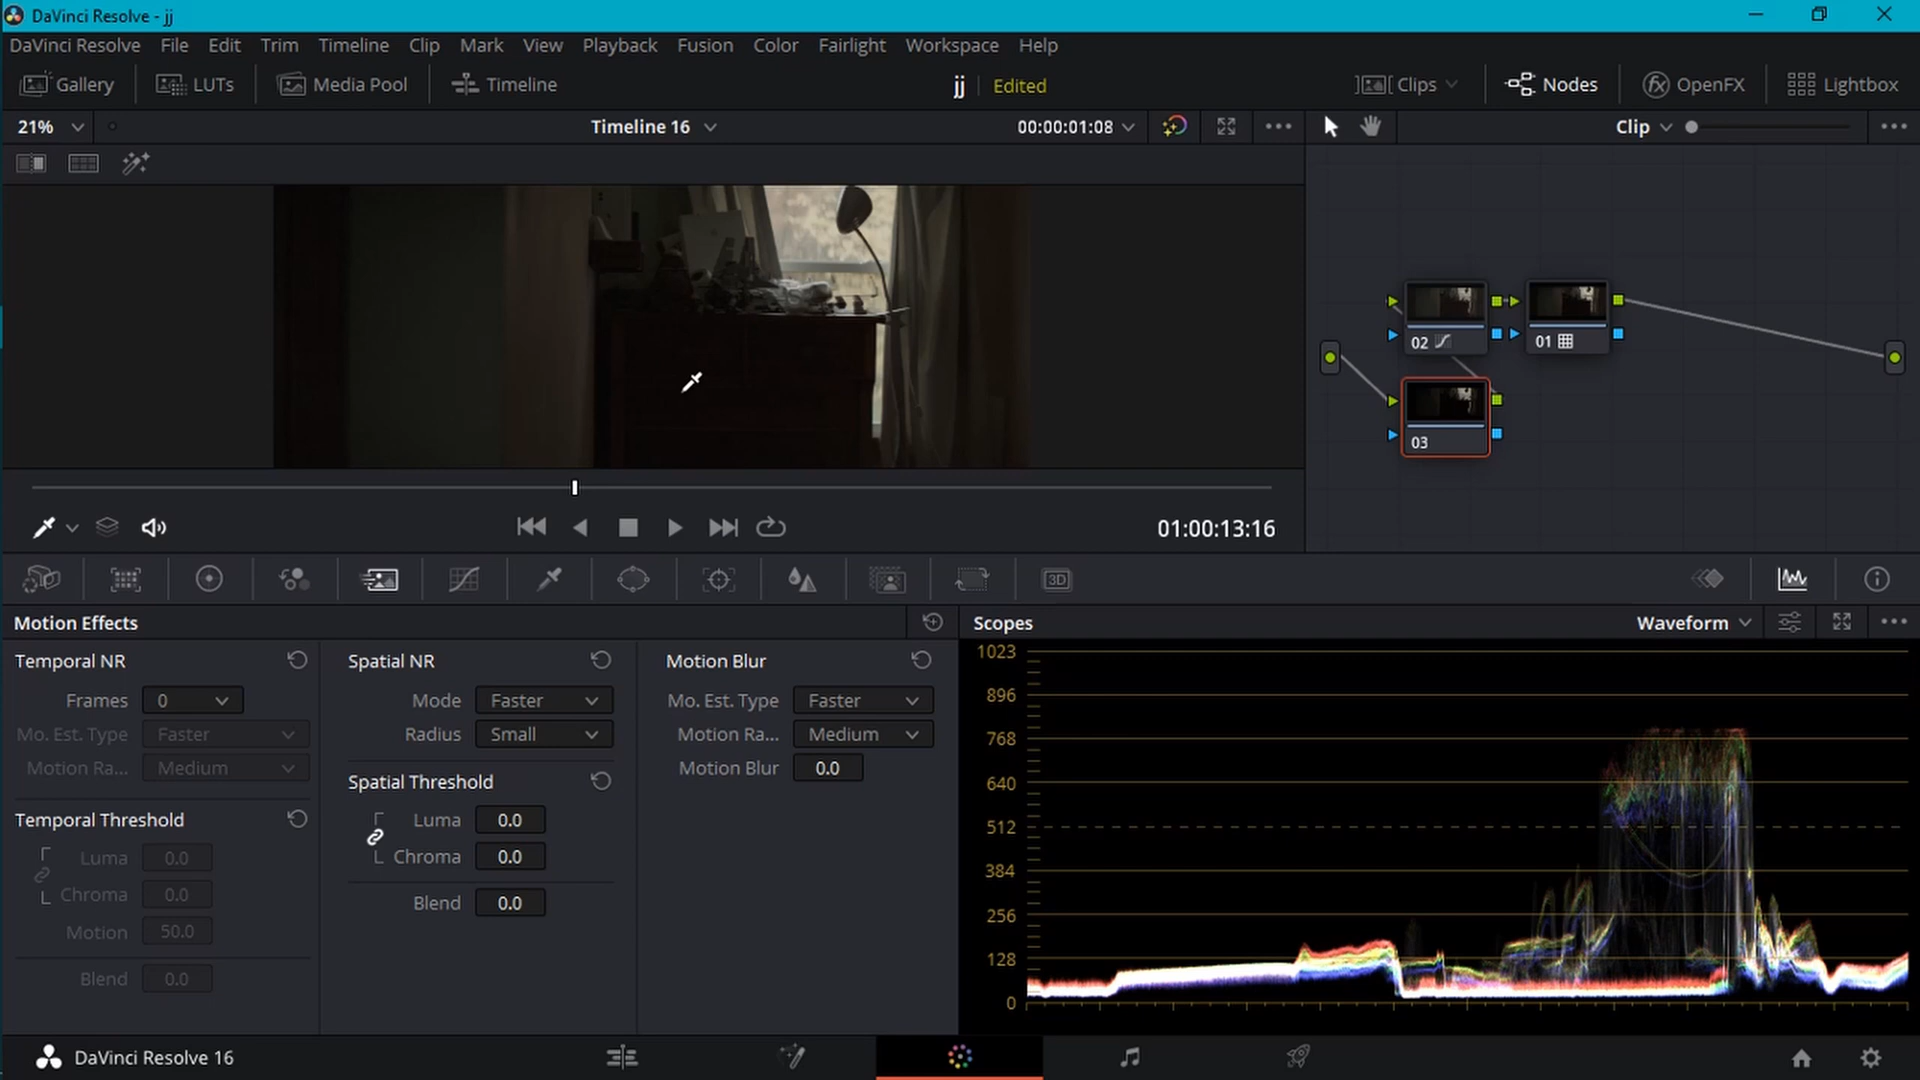 DaVinci Resolve - jj
DaVinci Resolve File Edit Trim Timeline Clip Mark View Playback Fusion Color Fairlight Workspace Help
Gallery LUTs Media Pool Timeline jj Edited Clips Nodes fx OpenFX Lightbox
21% Timeline 16 00:00:01:08 Clip
02 01
03
01:00:13:16
3D
Motion Effects Scopes Waveform
Temporal NR Spatial NR Motion Blur
Frames 0 Mode Faster Mo. Est. Type Faster
Mo. Est. Type Faster Radius Small Motion Ra... Medium
Motion Ra... Medium Motion Blur 0.0
Spatial Threshold
Temporal Threshold Luma 0.0
Luma 0.0 Chroma 0.0
Chroma 0.0 Blend 0.0
Motion 50.0
Blend 0.0
1023
896
768
640
512
384
256
128
0
DaVinci Resolve 16